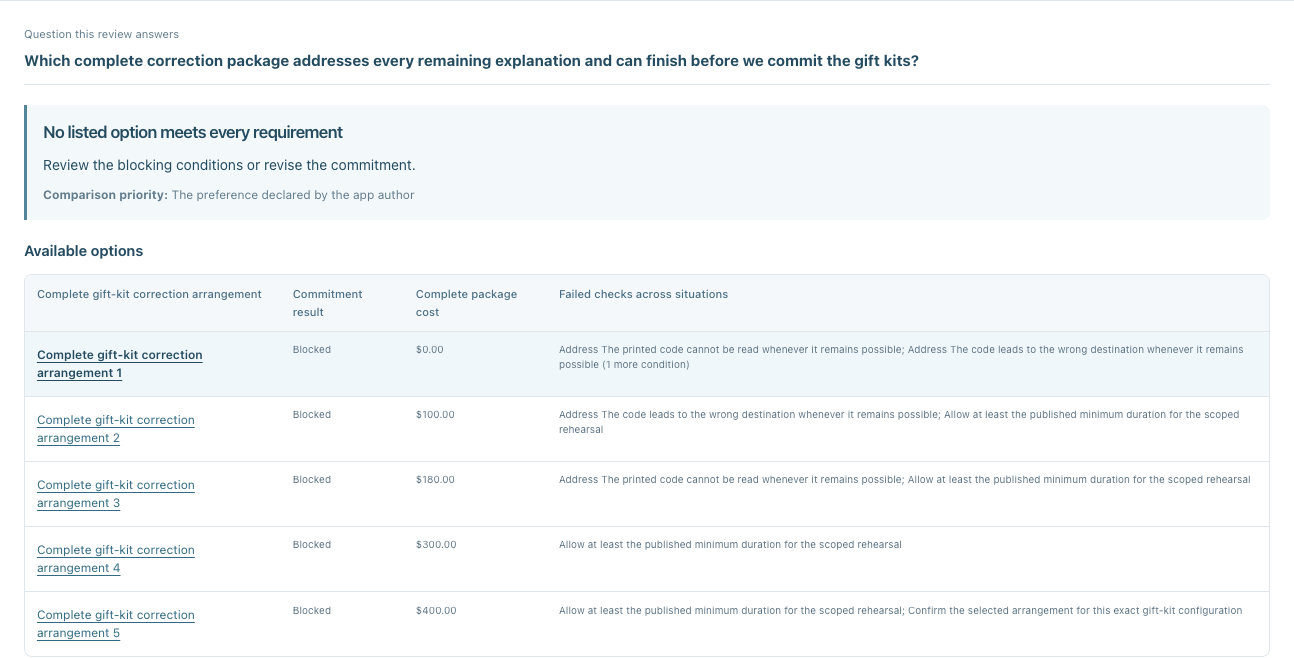 Question this review answers
Which complete correction package addresses every remaining explanation and can finish before we commit the gift kits?
No listed option meets every requirement
Review the blocking conditions or revise the commitment.
Comparison priority: The preference declared by the app author
Available options
Complete gift-kit correction arrangement
Commitment
result
Complete package
cost
Failed checks across situations
Complete gift-kit correction
arrangement 1
Blocked
$0.00
Address The printed code cannot be read whenever it remains possible; Address The code leads to the wrong destination whenever it remains
possible (1 more condition)
Complete gift-kit correction
arrangement 2
Blocked
$100.00
Address The code leads to the wrong destination whenever it remains possible; Allow at least the published minimum duration for the scoped
rehearsal
Complete gift-kit correction
arrangement 3
Blocked
$180.00
Address The printed code cannot be read whenever it remains possible; Allow at least the published minimum duration for the scoped rehearsal
Complete gift-kit correction
arrangement 4
Blocked
$300.00
Allow at least the published minimum duration for the scoped rehearsal
Complete gift-kit correction
arrangement 5
Blocked
$400.00
Allow at least the published minimum duration for the scoped rehearsal; Confirm the selected arrangement for this exact gift-kit configuration